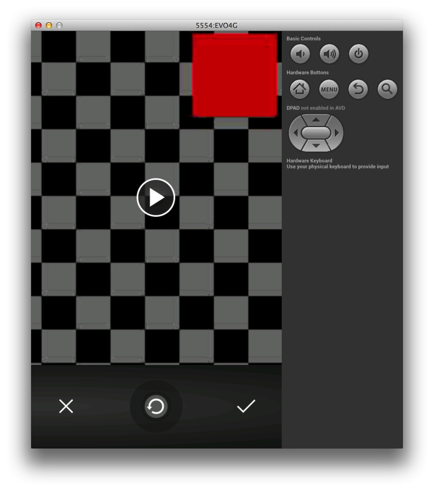 5554:EVO4G
Basic Controls
Hardware Buttons
MENU
DPAD not enabled in AVD
Hardware Keyboard
Use your physical keyboard to provide input